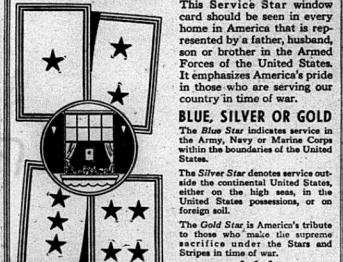 This Service Star window
card should be seen in every
home in America that is rep-
resented by a father, husband,
son or brother in the Armed
Forces of the United States.
It emphasizes America's pride
in those who are serving our
country in time of war.
BLUE, SILVER OR GOLD
The Blue Star indicates service in
the Army, Navy or Marine Corps
within the boundaries of the United
States.
The Silver Star denotes service out-
side the continental United States,
either on the high seas, in the
United States possessions, or on
foreign soil.
The Gold Star is America's tribute
to those who make the supreme
sacrifice under the Stars and
Stripes in time of war.